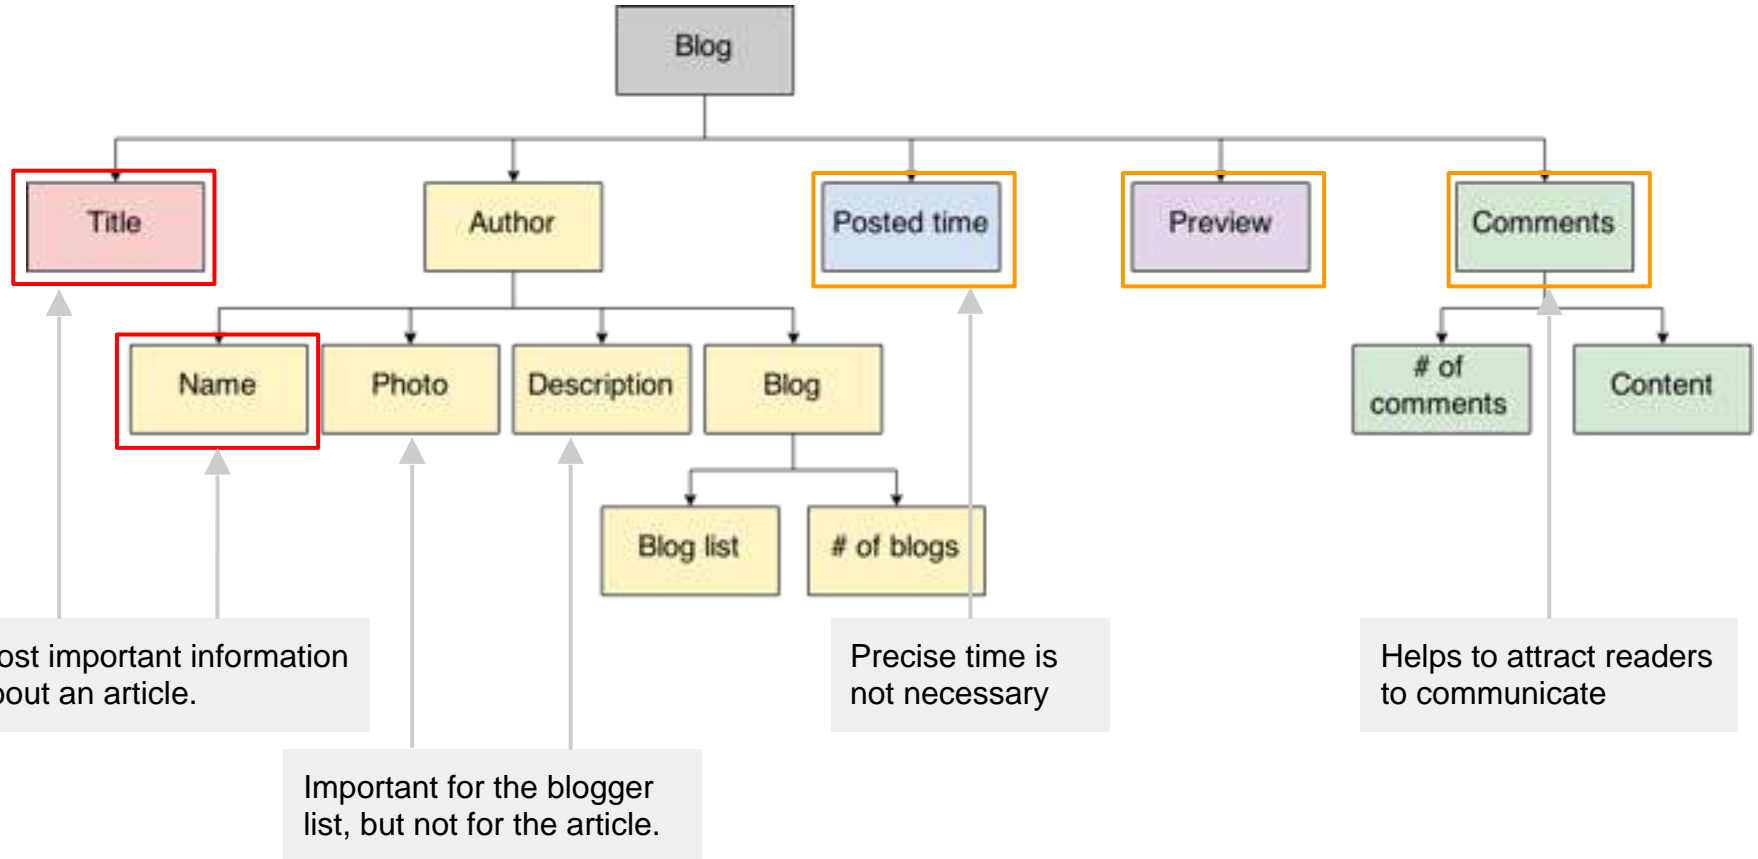 Blog
Title
Author
Posted time
Preview
Comments
Name
Photo
Description
Blog
# of
comments
Content
Blog list
# of blogs
ost important information
bout an article.
Precise time is
not necessary
Helps to attract readers
to communicate
Important for the blogger
list, but not for the article.